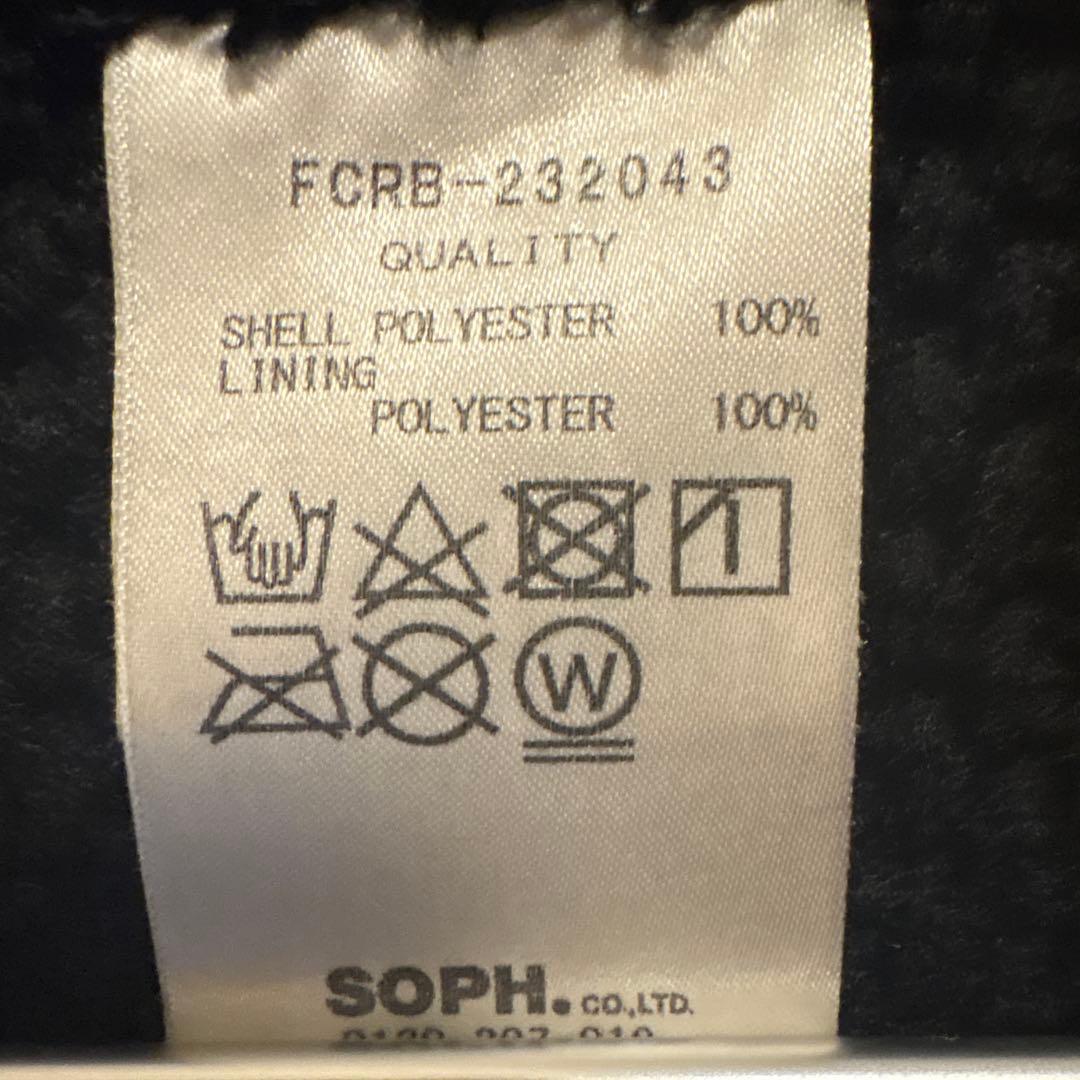 FCRB-232043
QUALITY
SHELL POLYESTER 100%
LINING
POLYESTER 100%
W
SOPH. CO.,LTD.